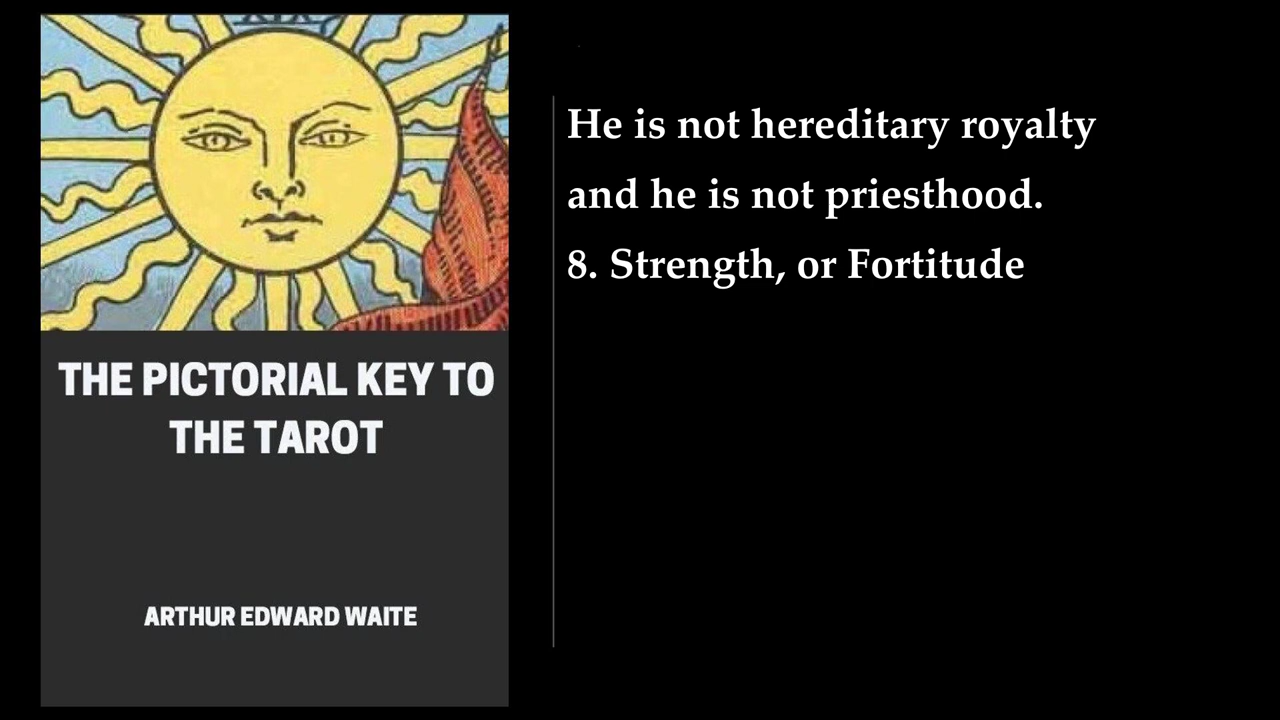 XIX
THE PICTORIAL KEY TO
THE TAROT
ARTHUR EDWARD WAITE
He is not hereditary royalty
and he is not priesthood.
8. Strength, or Fortitude